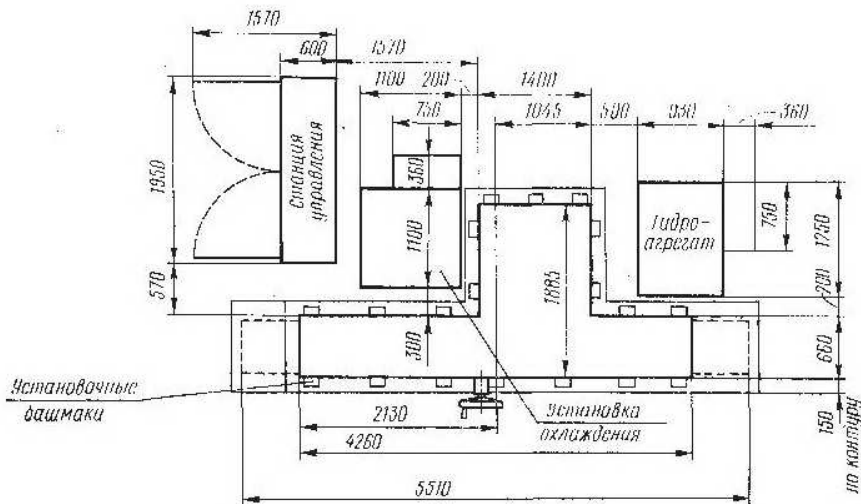 1570
600
1570
1100 200
1400
750
1045
500
930
360
1950
Станция
управления
360
1100
1885
Гидро-
агрегат
750
1250
570
300
200
660
Установочные
башмаки
2130
4260
Установка
охлаждения
150
по контуру
5510